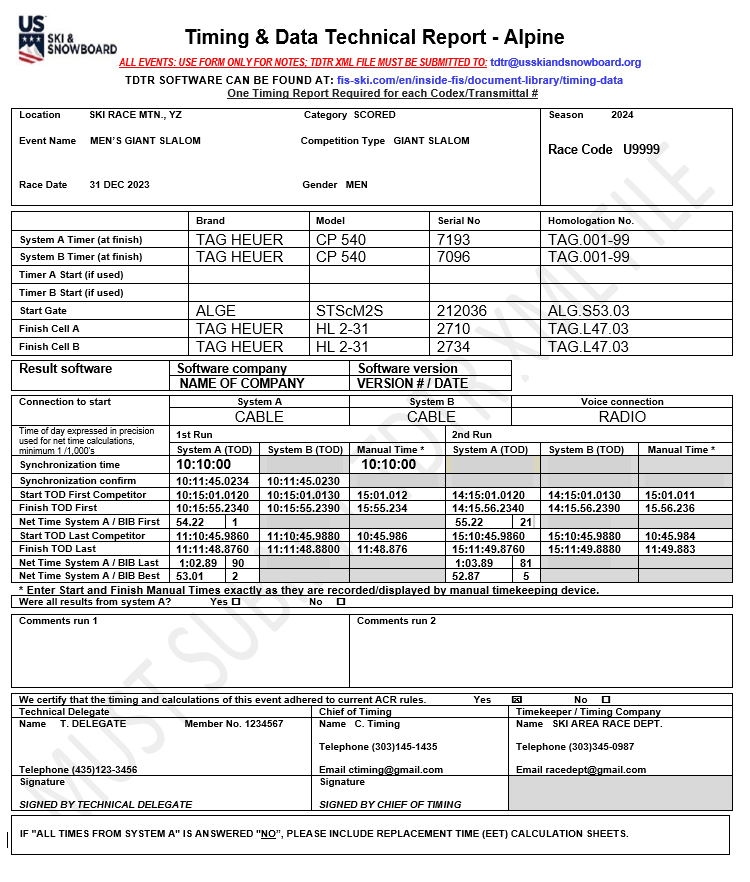 US
SKI &
SNOWBOARD
Timing & Data Technical Report - Alpine
ALL EVENTS: USE FORM ONLY FOR NOTES; TDTR XML FILE MUST BE SUBMITTED TO: tdtr@usskiandsnowboard.org
TDTR SOFTWARE CAN BE FOUND AT: fis-ski.com/en/inside-fis/document-library/timing-data
One Timing Report Required for each Codex/Transmittal #
Location SKI RACE MTN., YZ Category SCORED Season 2024
Event Name MEN'S GIANT SLALOM Competition Type GIANT SLALOM
Race Code U9999
Race Date 31 DEC 2023 Gender MEN
Brand Model Serial No Homologation No.
System A Timer (at finish) TAG HEUER CP 540 7193 TAG.001-99
System B Timer (at finish) TAG HEUER CP 540 7096 TAG.001-99
Timer A Start (if used)
Timer B Start (if used)
Start Gate ALGE STScM2S 212036 ALG.S53.03
Finish Cell A TAG HEUER HL 2-31 2710 TAG.L47.03
Finish Cell B TAG HEUER HL 2-31 2734 TAG.L47.03
Result software Software company Software version
NAME OF COMPANY VERSION # / DATE
Connection to start System A System B Voice connection
CABLE CABLE RADIO
Time of day expressed in precision
used for net time calculations,
minimum 1 /1,000's
1st Run 2nd Run
System A (TOD) System B (TOD) Manual Time * System A (TOD) System B (TOD) Manual Time *
Synchronization time 10:10:00 10:10:00
Synchronization confirm 10:11:45.0234 10:11:45.0230
Start TOD First Competitor 10:15:01.0120 10:15:01.0130 15:01.012 14:15:01.0120 14:15:01.0130 15:01.011
Finish TOD First 10:15:55.2340 10:15:55.2390 15:55.234 14:15:56.2340 14:15:56.2390 15:56.236
Net Time System A / BIB First 54.22 1 55.22 21
Start TOD Last Competitor 11:10:45.9860 11:10:45.9880 10:45.986 15:10:45.9860 15:10:45.9880 10:45.984
Finish TOD Last 11:11:48.8760 11:11:48.8800 11:48.876 15:11:49.8760 15:11:49.8880 11:49.883
Net Time System A / BIB Last 1:02.89 90 1:03.89 81
Net Time System A / BIB Best 53.01 2 52.87 5
* Enter Start and Finish Manual Times exactly as they are recorded/displayed by manual timekeeping device.
Were all results from system A? Yes ☐ No ☐
Comments run 1 Comments run 2
We certify that the timing and calculations of this event adhered to current ACR rules. Yes ☒ No ☐
Technical Delegate Chief of Timing Timekeeper / Timing Company
Name T. DELEGATE Member No. 1234567 Name C. Timing Name SKI AREA RACE DEPT.
Telephone (303)145-1435 Telephone (303)345-0987
Telephone (435)123-3456 Email ctiming@gmail.com Email racedept@gmail.com
Signature Signature
SIGNED BY TECHNICAL DELEGATE SIGNED BY CHIEF OF TIMING
IF "ALL TIMES FROM SYSTEM A" IS ANSWERED "NO", PLEASE INCLUDE REPLACEMENT TIME (EET) CALCULATION SHEETS.
MUST SUBMIT TDTR XML FILE